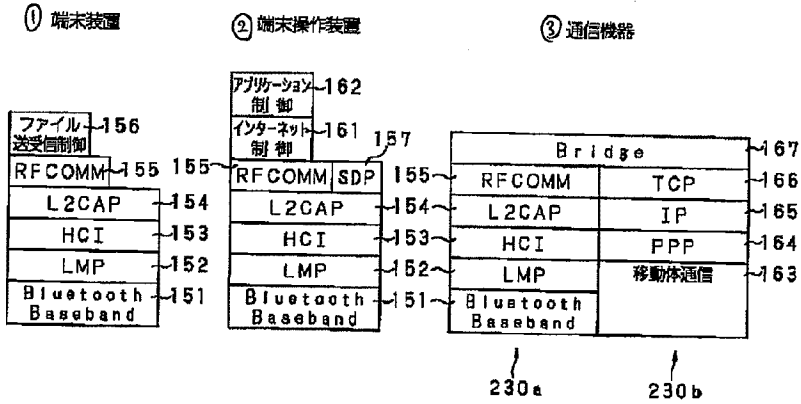 ① 端末装置
ファイル
送受信制御
156
RFCOMM
155
L2CAP
154
HCI
153
LMP
152
Bluetooth
Baseband
151
② 端末操作装置
アプリケーション
制御
162
インターネット
制御
161
157
155
RFCOMM
SDP
L2CAP
154
HCI
153
LMP
152
Bluetooth
Baseband
151
③ 通信機器
Bridge
167
RFCOMM
TCP
166
L2CAP
IP
165
HCI
PPP
164
LMP
移動体通信
163
Bluetooth
Baseband
230a
230b